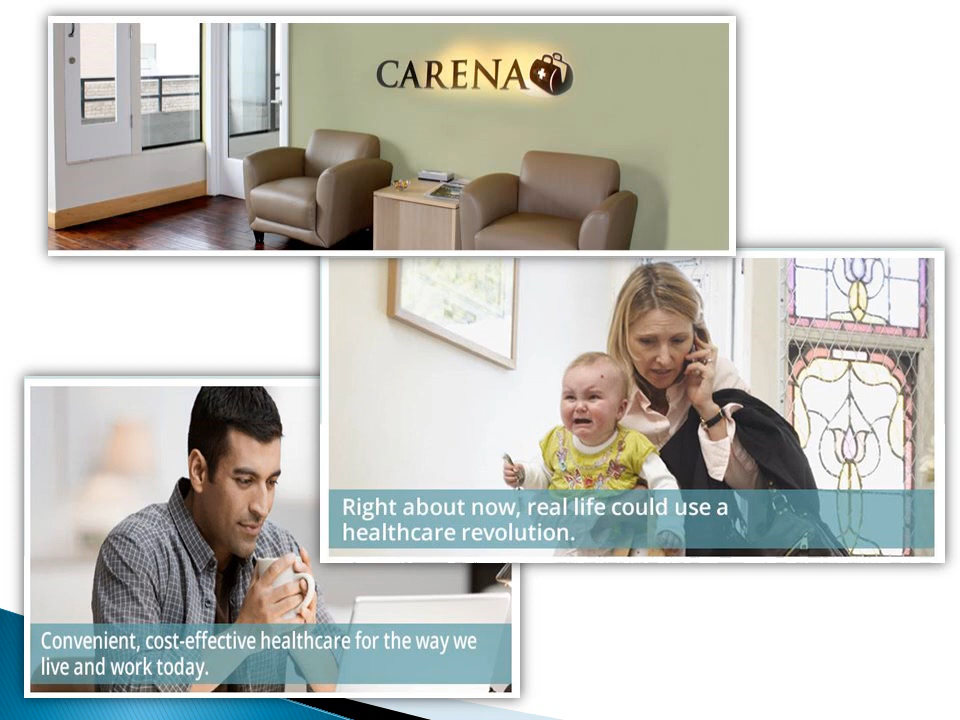 CARENA
Right about now, real life could use a
healthcare revolution.
Convenient, cost-effective healthcare for the way we
live and work today.